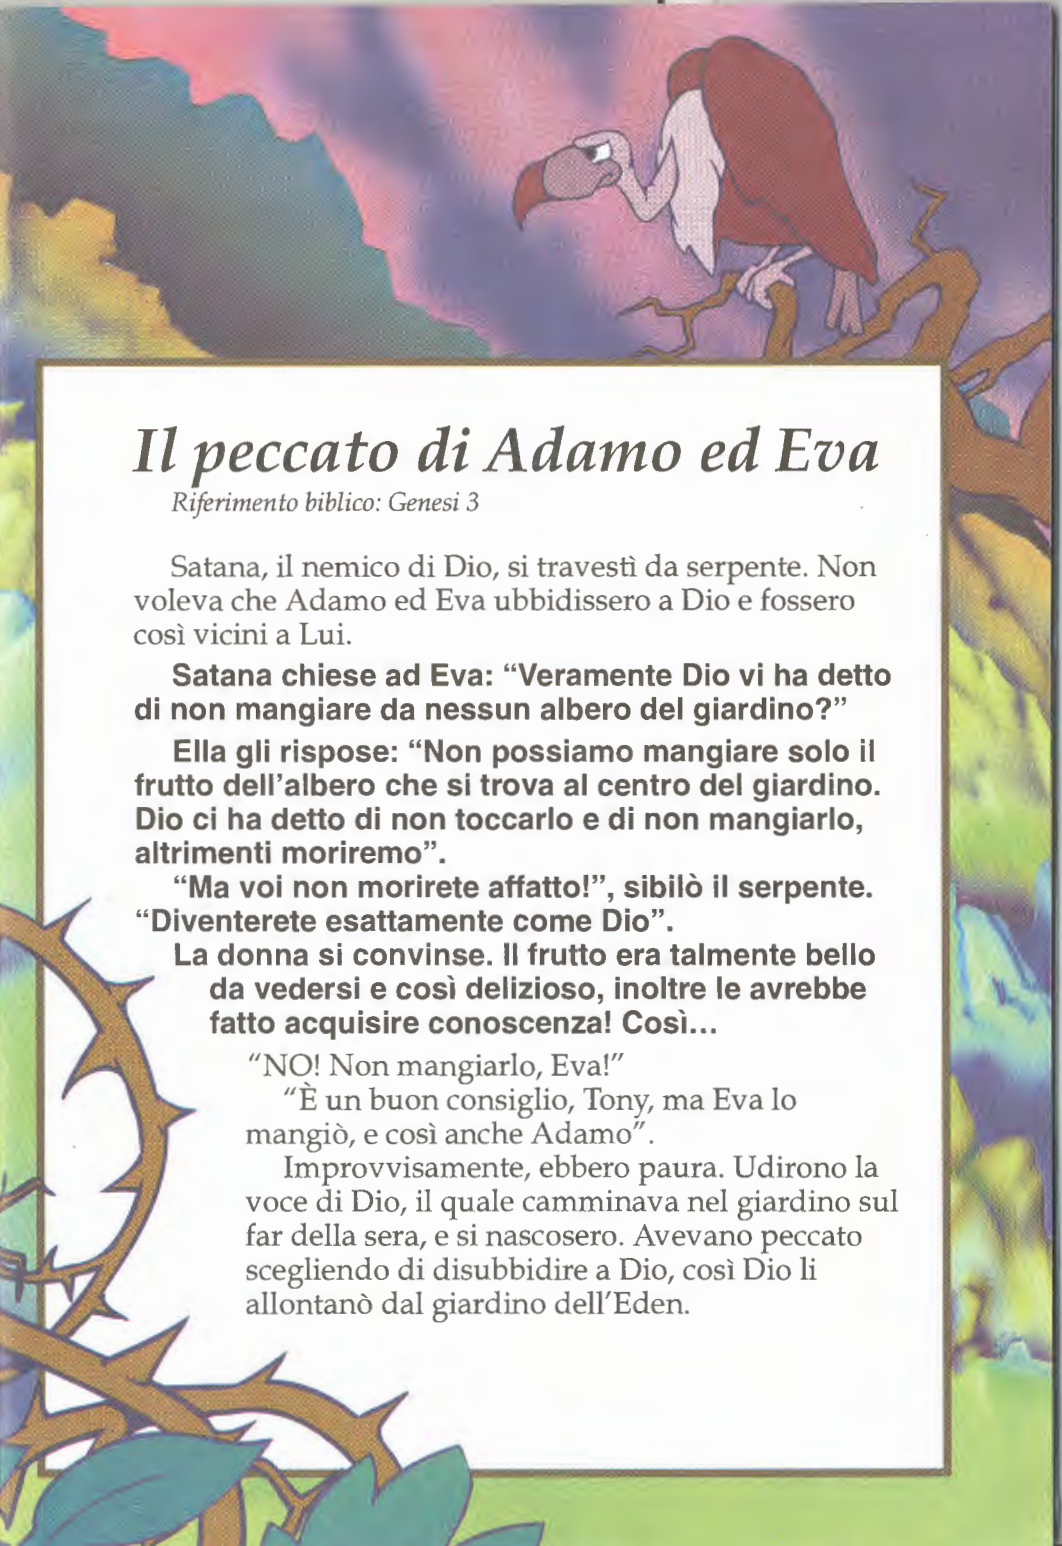 Il peccato di Adamo ed Eva
Riferimento biblico: Genesi 3
Satana, il nemico di Dio, si travestì da serpente. Non
voleva che Adamo ed Eva ubbidissero a Dio e fossero
così vicini a Lui.
Satana chiese ad Eva: “Veramente Dio vi ha detto
di non mangiare da nessun albero del giardino?”
Ella gli rispose: “Non possiamo mangiare solo il
frutto dell’albero che si trova al centro del giardino.
Dio ci ha detto di non toccarlo e di non mangiarlo,
altrimenti moriremo”.
“Ma voi non morirete affatto!”, sibilò il serpente.
“Diventerete esattamente come Dio”.
La donna si convinse. Il frutto era talmente bello
da vedersi e così delizioso, inoltre le avrebbe
fatto acquisire conoscenza! Così...
“NO! Non mangiarlo, Eva!”
“È un buon consiglio, Tony, ma Eva lo
mangiò, e così anche Adamo”.
Improvvisamente, ebbero paura. Udirono la
voce di Dio, il quale camminava nel giardino sul
far della sera, e si nascosero. Avevano peccato
scegliendo di disubbidire a Dio, così Dio li
allontanò dal giardino dell’Eden.